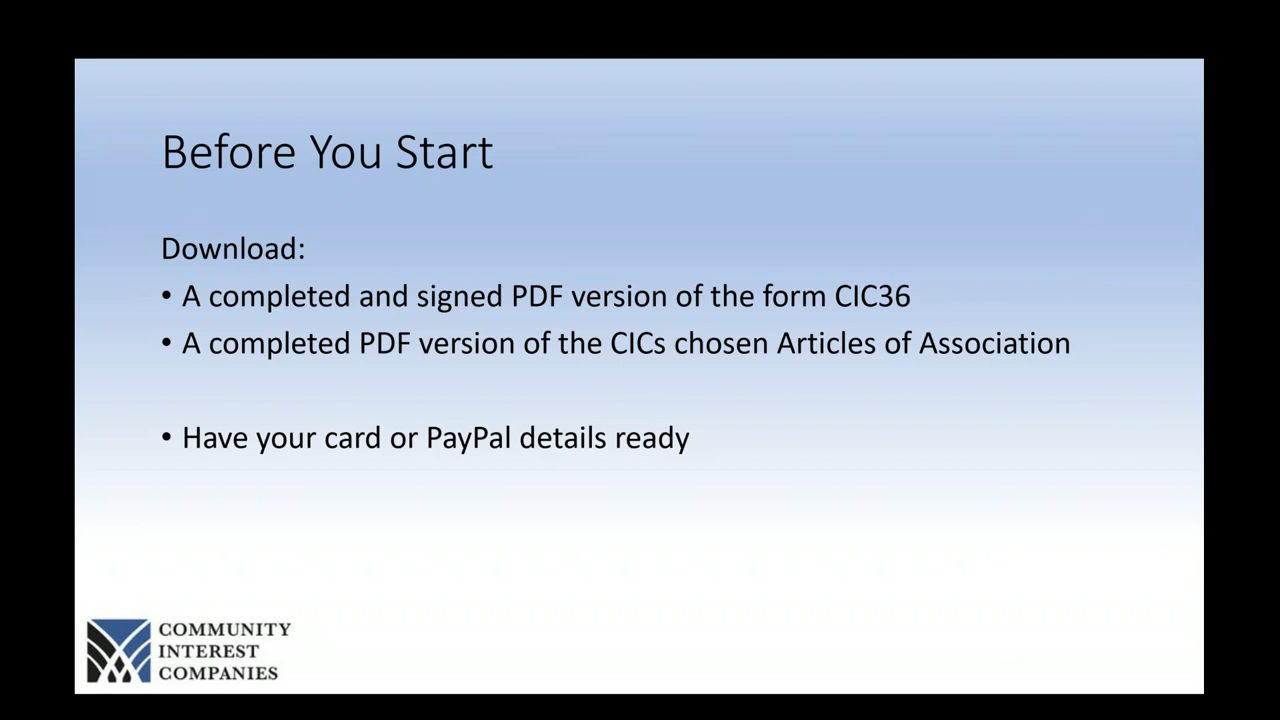 Before You Start
Download:
• A completed and signed PDF version of the form CIC36
• A completed PDF version of the CICs chosen Articles of Association
• Have your card or PayPal details ready
COMMUNITY
INTEREST
COMPANIES